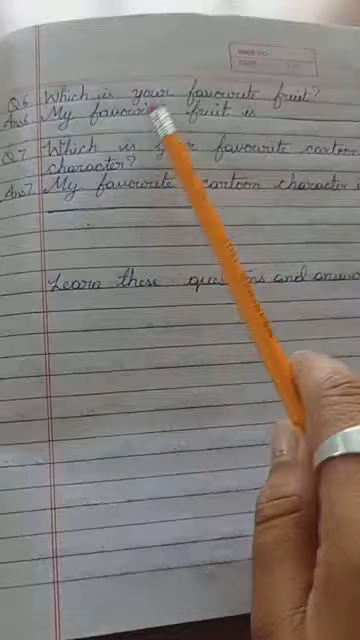 Q6 Which is your favourite fruit?
Ans6. My favourite fruit is
Q7. Which is your favourite cartoon
character?
Ans7. My favourite cartoon character
Learn these questions and answers